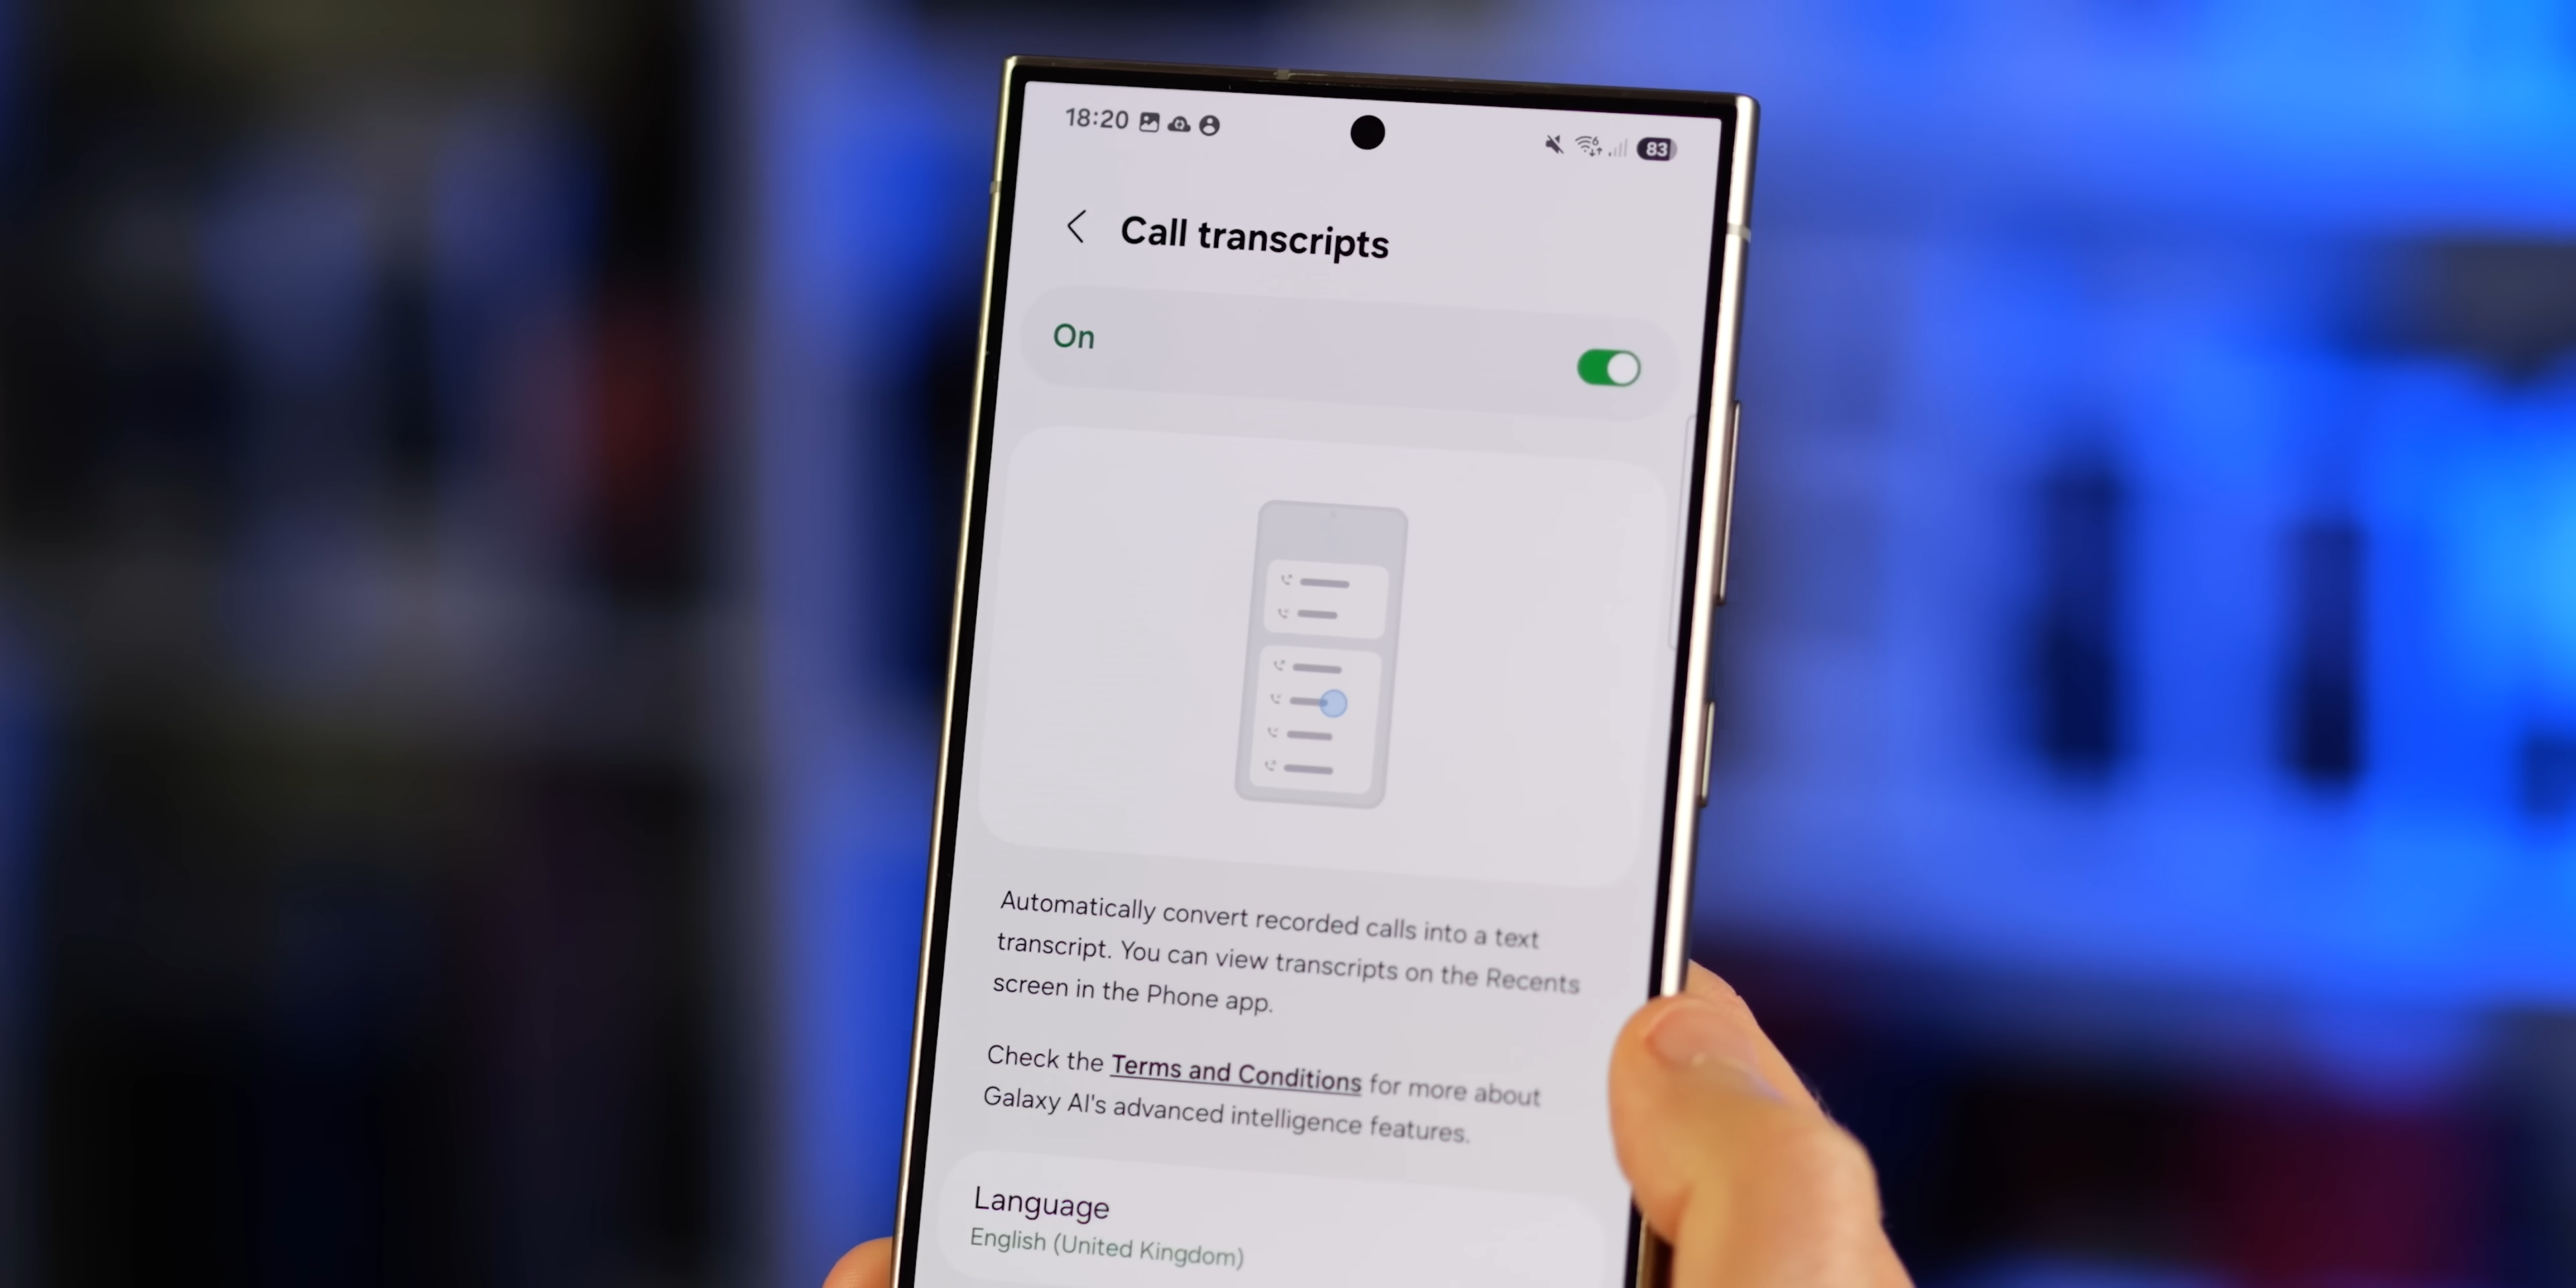 18:20
83
Call transcripts
On
Automatically convert recorded calls into a text
transcript. You can view transcripts on the Recents
screen in the Phone app.
Check the Terms and Conditions for more about
Galaxy AI's advanced intelligence features.
Language
English (United Kingdom)